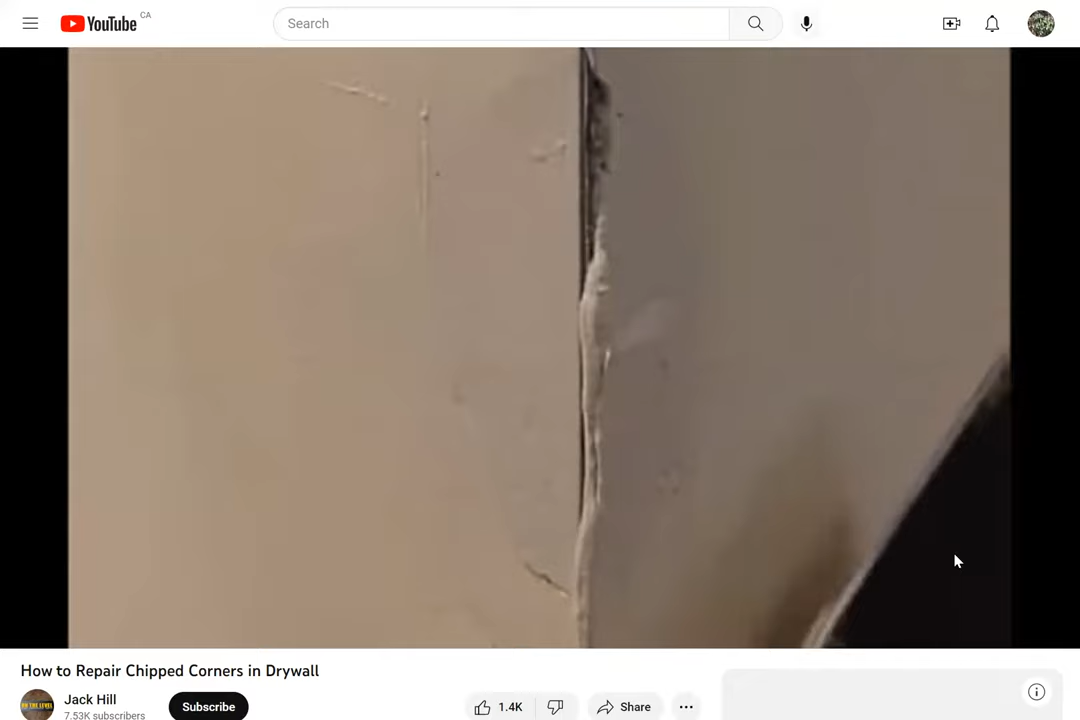 YouTube CA
Search
How to Repair Chipped Corners in Drywall
Jack Hill
7.53K subscribers
Subscribe
1.4K
Share